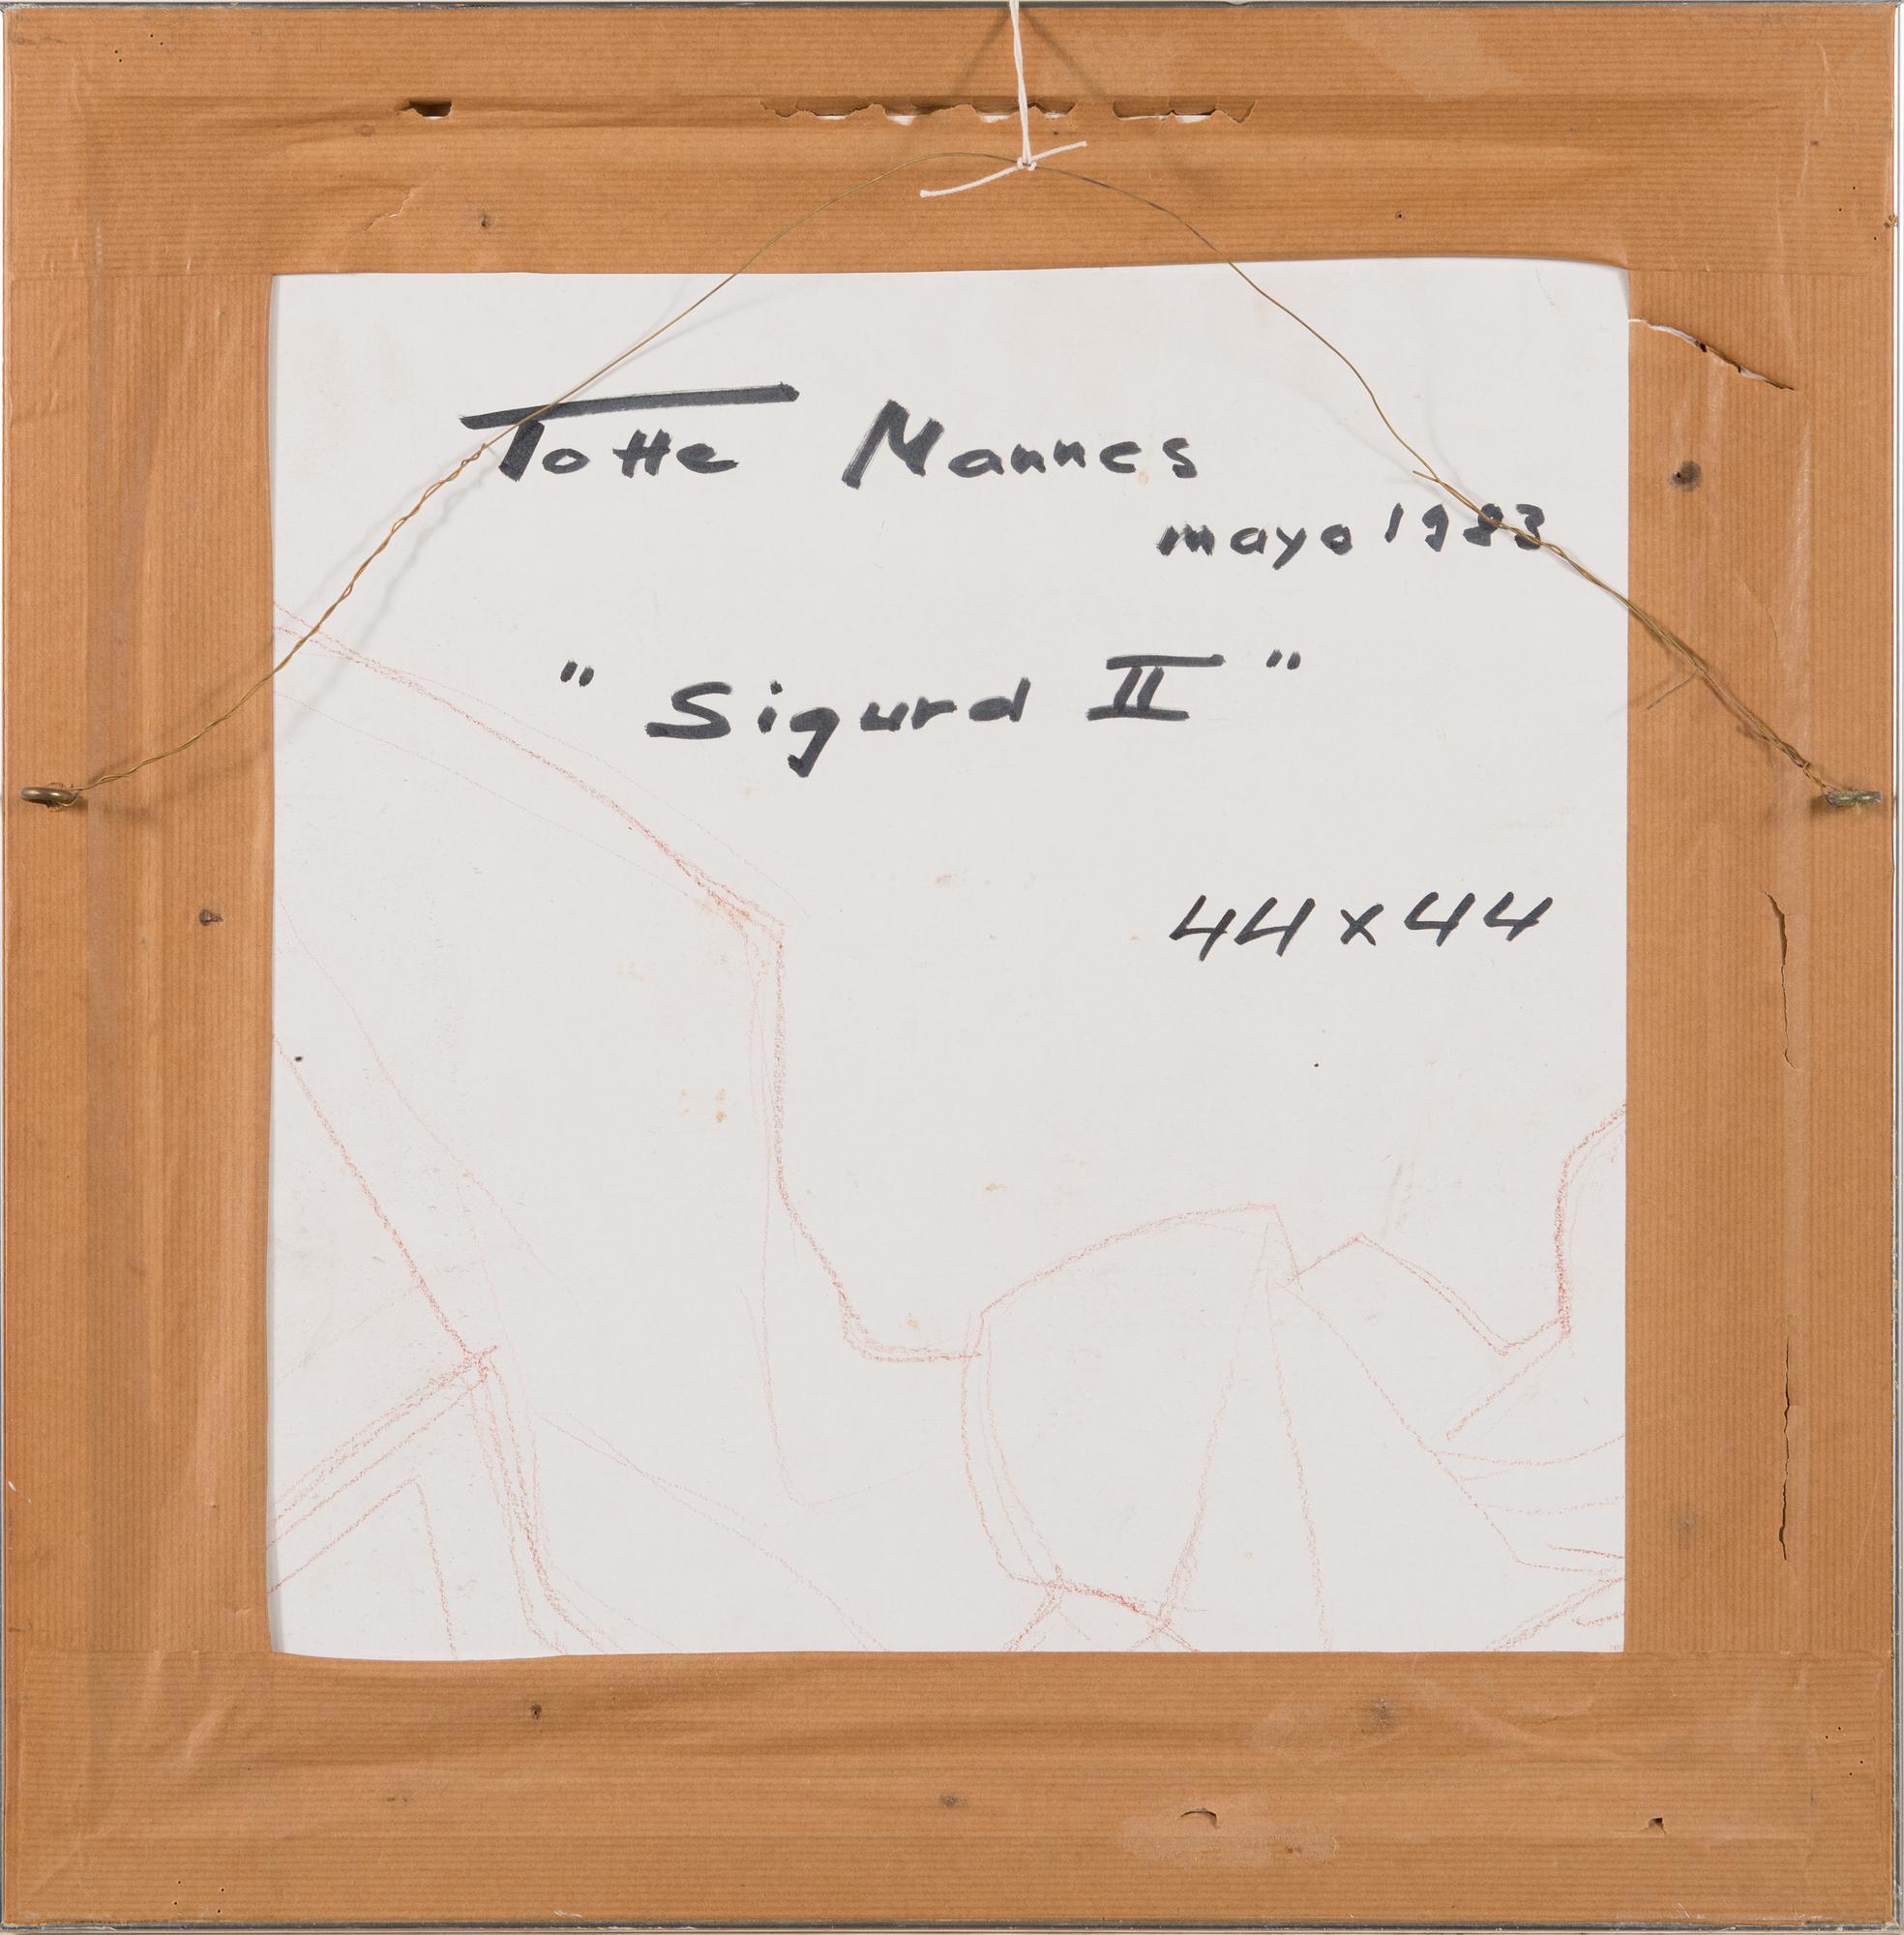 Totte Mannes
mayo 1983
" Sigurd II "
44 x 44